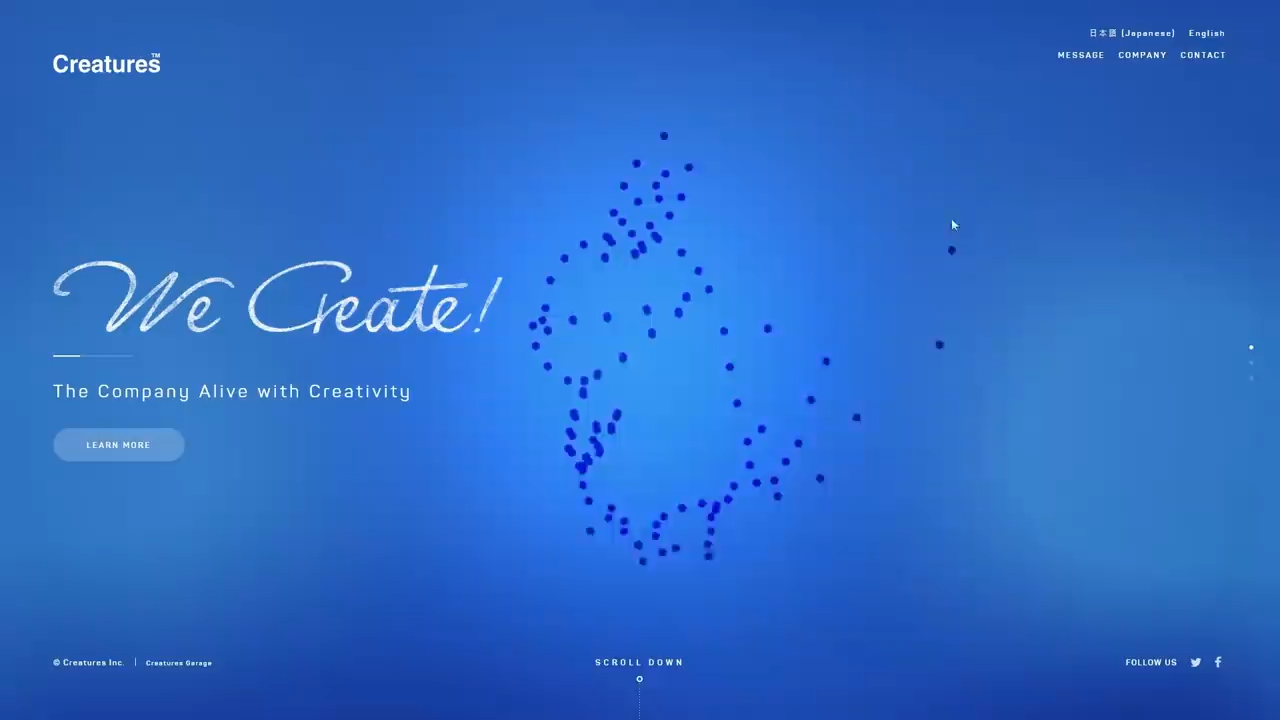 Creatures™
日本語 (Japanese) English
MESSAGE COMPANY CONTACT
We Create!
The Company Alive with Creativity
LEARN MORE
© Creatures Inc. | Creatures Garage
SCROLL DOWN
FOLLOW US